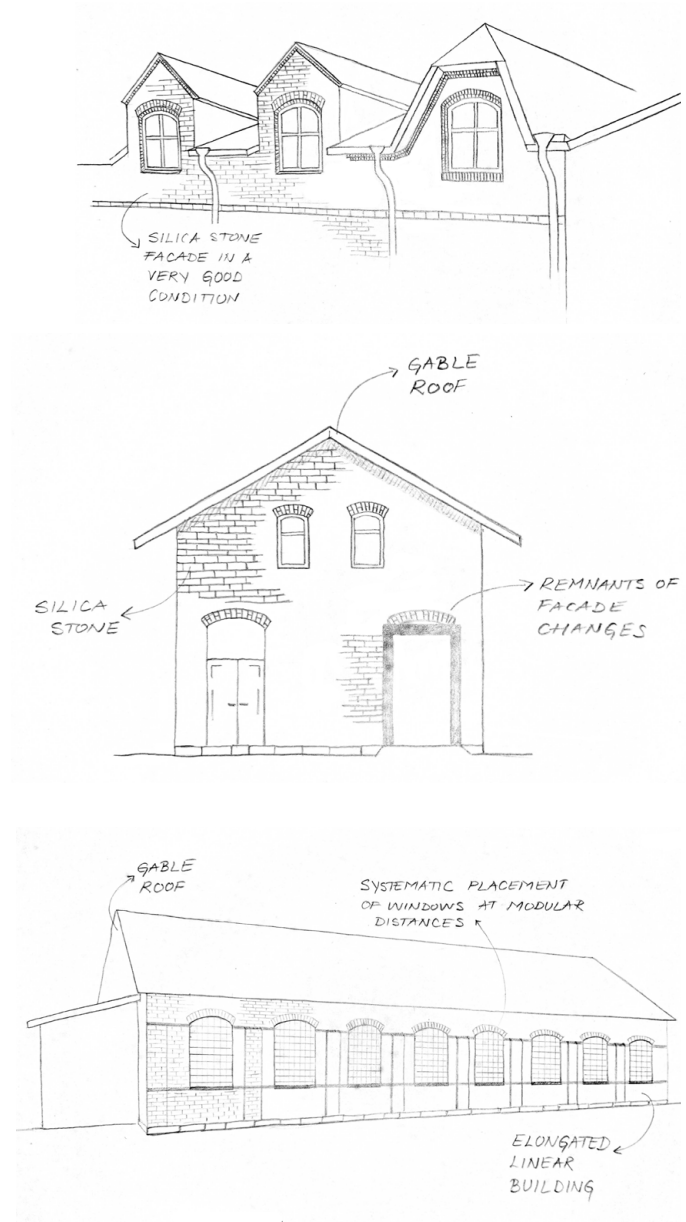 SILICA STONE
FACADE IN A
VERY GOOD
CONDITION
GABLE
ROOF
SILICA
STONE
REMNANTS OF
FACADE
CHANGES
GABLE
ROOF
SYSTEMATIC PLACEMENT
OF WINDOWS AT MODULAR
DISTANCES
ELONGATED
LINEAR
BUILDING